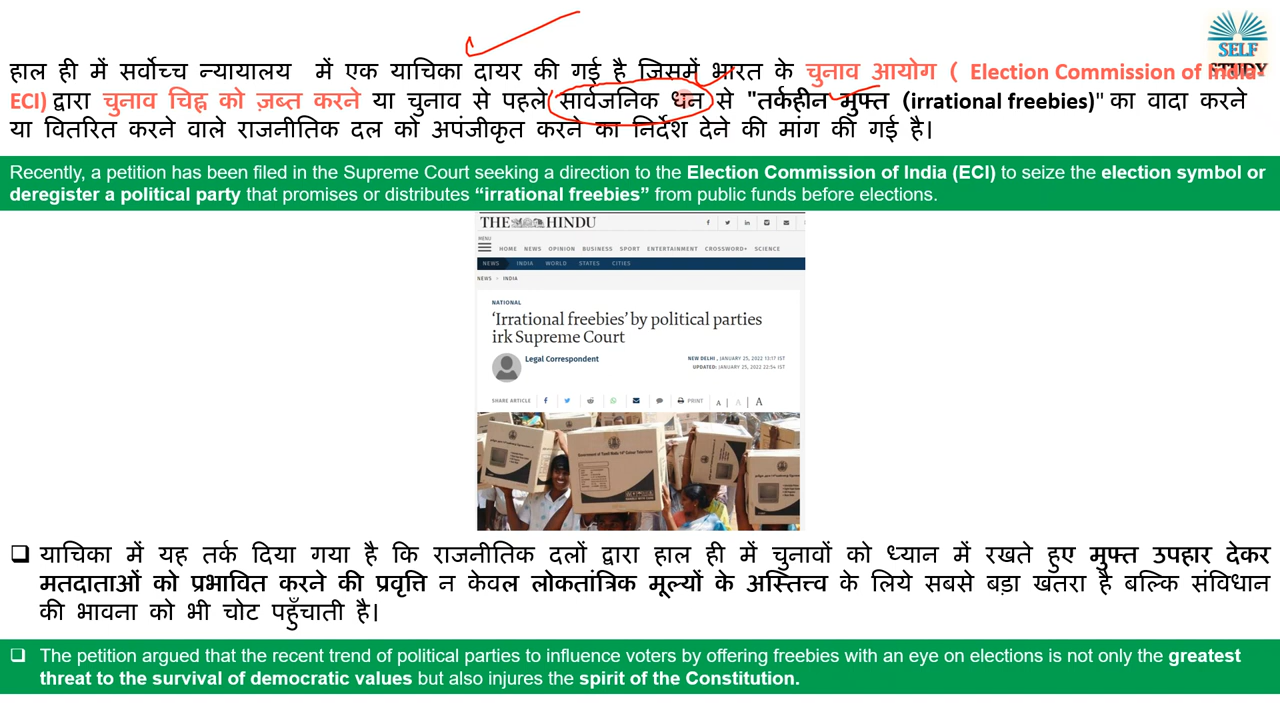 SELF
STUDY
हाल ही में सर्वोच्च न्यायालय में एक याचिका दायर की गई है जिसमें भारत के चुनाव आयोग ( Election Commission of India-
ECI) द्वारा चुनाव चिह्न को ज़ब्त करने या चुनाव से पहले सार्वजनिक धन से "तर्कहीन मुफ्त (irrational freebies)" का वादा करने
या वितरित करने वाले राजनीतिक दल को अपंजीकृत करने का निर्देश देने की मांग की गई है।
Recently, a petition has been filed in the Supreme Court seeking a direction to the Election Commission of India (ECI) to seize the election symbol or
deregister a political party that promises or distributes “irrational freebies” from public funds before elections.
THE HINDU
MENU
HOME NEWS OPINION BUSINESS SPORT ENTERTAINMENT CROSSWORD+ SCIENCE
NEWS INDIA WORLD STATES CITIES
NEWS INDIA
NATIONAL
‘Irrational freebies’ by political parties
irk Supreme Court
Legal Correspondent
NEW DELHI , JANUARY 25, 2022 13:17 IST
UPDATED: JANUARY 25, 2022 22:54 IST
SHARE ARTICLE PRINT A A A
याचिका में यह तर्क दिया गया है कि राजनीतिक दलों द्वारा हाल ही में चुनावों को ध्यान में रखते हुए मुफ्त उपहार देकर
मतदाताओं को प्रभावित करने की प्रवृत्ति न केवल लोकतांत्रिक मूल्यों के अस्तित्त्व के लिये सबसे बड़ा खतरा है बल्कि संविधान
की भावना को भी चोट पहुँचाती है।
The petition argued that the recent trend of political parties to influence voters by offering freebies with an eye on elections is not only the greatest
threat to the survival of democratic values but also injures the spirit of the Constitution.